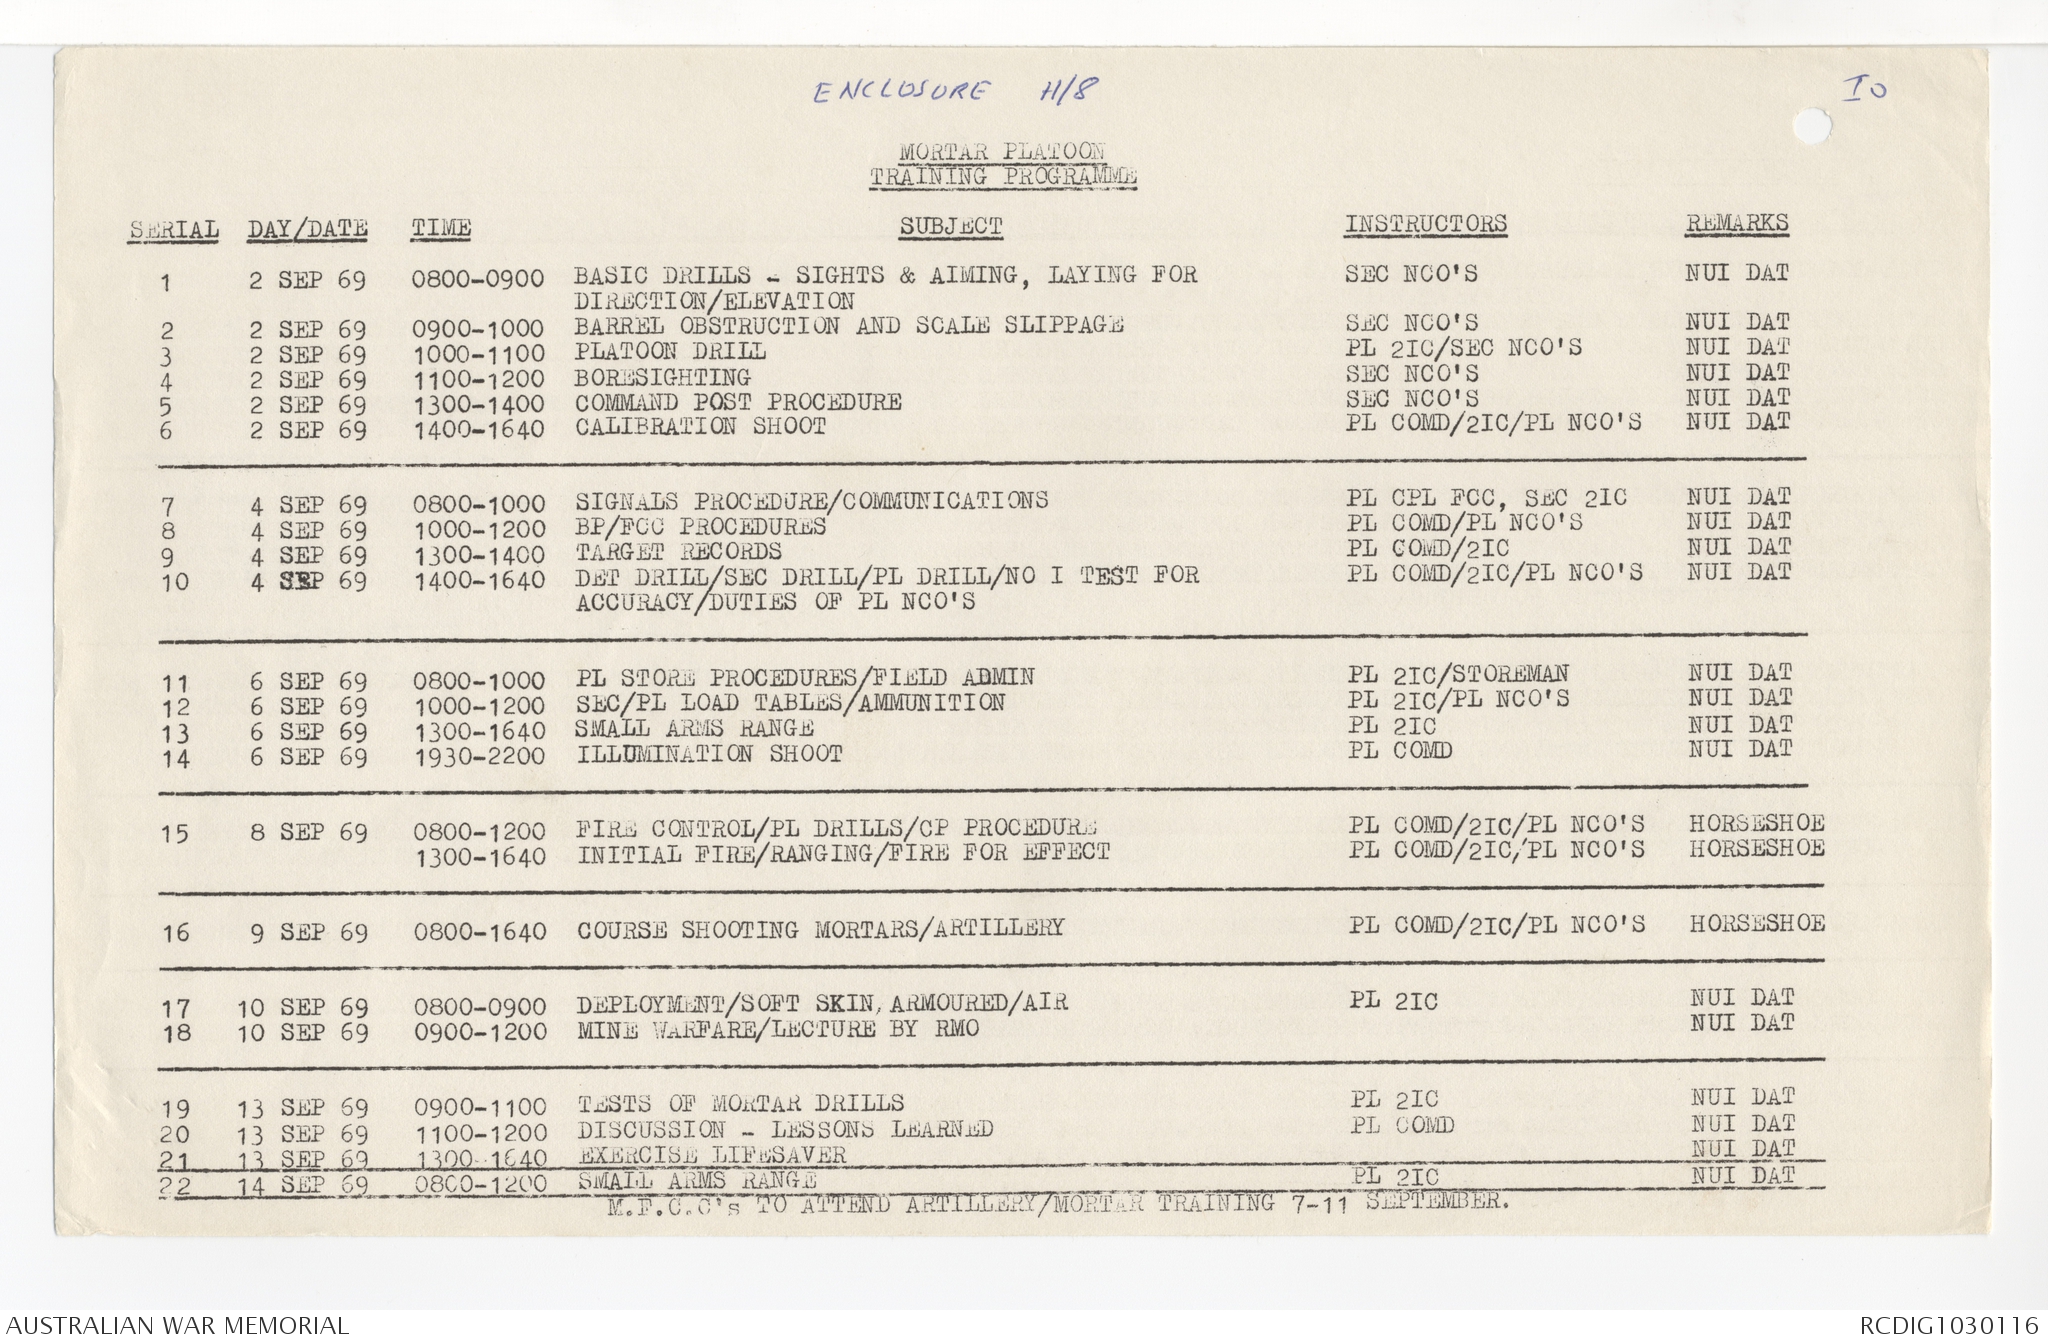 ENCLOSURE H/8 IO
MORTAR PLATOON
TRAINING PROGRAMME
SERIAL DAY/DATE TIME SUBJECT INSTRUCTORS REMARKS
1 2 SEP 69 0800-0900 BASIC DRILLS - SIGHTS & AIMING, LAYING FOR SEC NCO'S NUI DAT
DIRECTION/ELEVATION
2 2 SEP 69 0900-1000 BARREL OBSTRUCTION AND SCALE SLIPPAGE SEC NCO'S NUI DAT
3 2 SEP 69 1000-1100 PLATOON DRILL PL 2IC/SEC NCO'S NUI DAT
4 2 SEP 69 1100-1200 BORESIGHTING SEC NCO'S NUI DAT
5 2 SEP 69 1300-1400 COMMAND POST PROCEDURE SEC NCO'S NUI DAT
6 2 SEP 69 1400-1640 CALIBRATION SHOOT PL COMD/2IC/PL NCO'S NUI DAT
7 4 SEP 69 0800-1000 SIGNALS PROCEDURE/COMMUNICATIONS PL CPL FCC, SEC 2IC NUI DAT
8 4 SEP 69 1000-1200 BP/FCC PROCEDURES PL COMD/PL NCO'S NUI DAT
9 4 SEP 69 1300-1400 TARGET RECORDS PL COMD/2IC NUI DAT
10 4 SEP 69 1400-1640 DET DRILL/SEC DRILL/PL DRILL/NO I TEST FOR PL COMD/2IC/PL NCO'S NUI DAT
ACCURACY/DUTIES OF PL NCO'S
11 6 SEP 69 0800-1000 PL STORE PROCEDURES/FIELD ADMIN PL 2IC/STOREMAN NUI DAT
12 6 SEP 69 1000-1200 SEC/PL LOAD TABLES/AMMUNITION PL 2IC/PL NCO'S NUI DAT
13 6 SEP 69 1300-1640 SMALL ARMS RANGE PL 2IC NUI DAT
14 6 SEP 69 1930-2200 ILLUMINATION SHOOT PL COMD NUI DAT
15 8 SEP 69 0800-1200 FIRE CONTROL/PL DRILLS/CP PROCEDURE PL COMD/2IC/PL NCO'S HORSESHOE
1300-1640 INITIAL FIRE/RANGING/FIRE FOR EFFECT PL COMD/2IC/PL NCO'S HORSESHOE
16 9 SEP 69 0800-1640 COURSE SHOOTING MORTARS/ARTILLERY PL COMD/2IC/PL NCO'S HORSESHOE
17 10 SEP 69 0800-0900 DEPLOYMENT/SOFT SKIN, ARMOURED/AIR PL 2IC NUI DAT
18 10 SEP 69 0900-1200 MINE WARFARE/LECTURE BY RMO NUI DAT
19 13 SEP 69 0900-1100 TESTS OF MORTAR DRILLS PL 2IC NUI DAT
20 13 SEP 69 1100-1200 DISCUSSION - LESSONS LEARNED PL COMD NUI DAT
21 13 SEP 69 1300-1640 EXERCISE LIFESAVER NUI DAT
22 14 SEP 69 0800-1200 SMALL ARMS RANGE PL 2IC NUI DAT
M.F.C.C's TO ATTEND ARTILLERY/MORTAR TRAINING 7-11 SEPTEMBER.
AUSTRALIAN WAR MEMORIAL RCDIG1030116